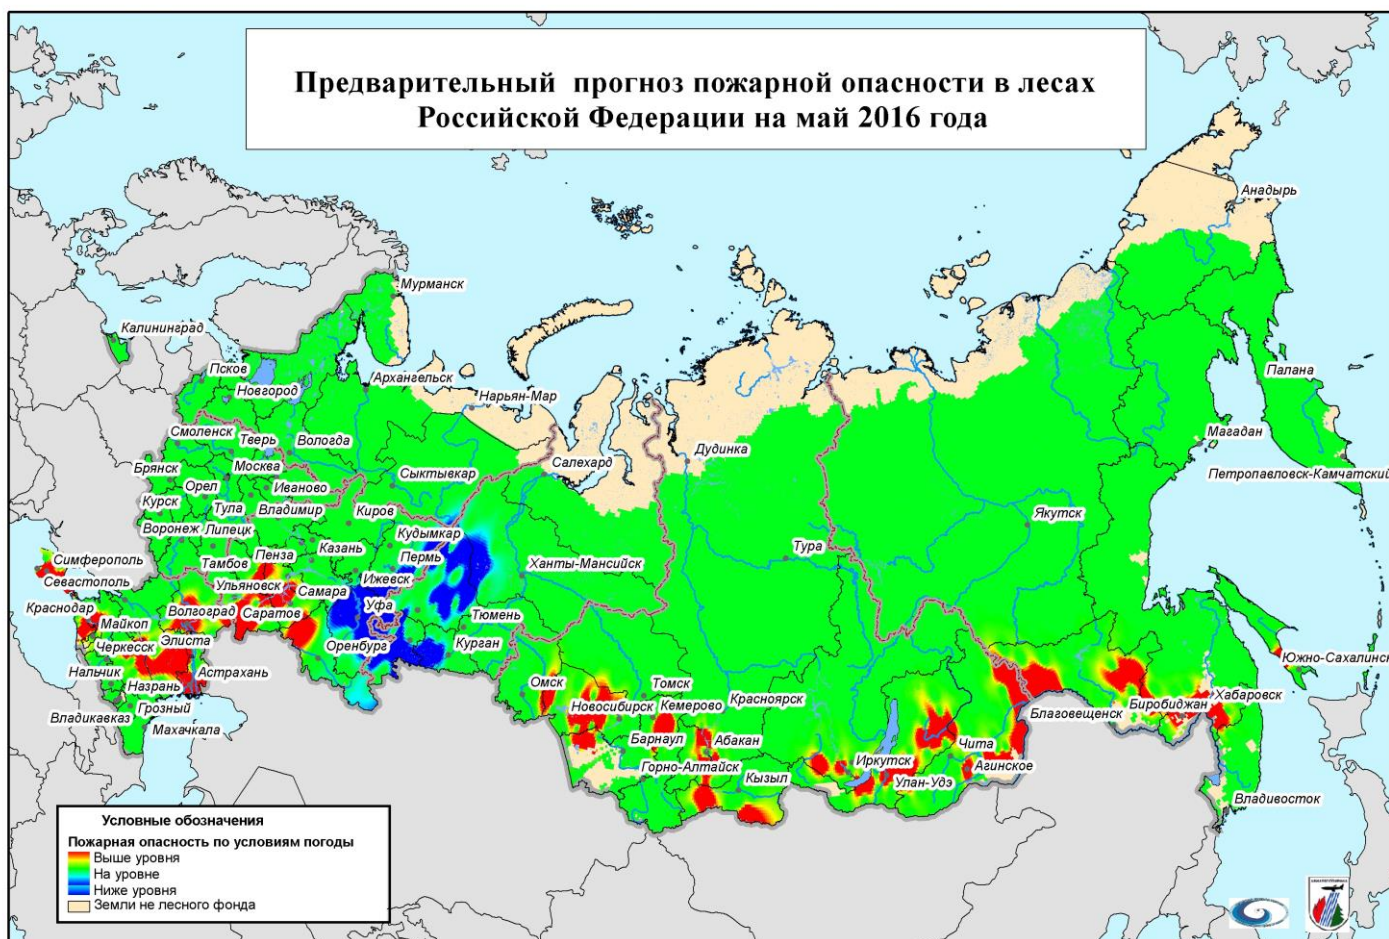 Предварительный прогноз пожарной опасности в лесах
Российской Федерации на май 2016 года
Анадырь
Мурманск
Калининград
Псков
Новгород
Архангельск
Нарьян-Мар
Палана
Смоленск
Тверь
Вологда
Магадан
Дудинка
Салехард
Брянск
Москва
Сыктывкар
Петропавловск-Камчатский
Орел
Иваново
Курск
Тула
Владимир
Киров
Якутск
Воронеж
Липецк
Кудымкар
Казань
Пенза
Пермь
Тура
Симферополь
Тамбов
Ханты-Мансийск
Севастополь
Ульяновск
Самара
Ижевск
Краснодар
Волгоград
Саратов
Уфа
Тюмень
Майкоп
Элиста
Оренбург
Курган
Черкесск
Южно-Сахалинск
Нальчик
Астрахань
Назрань
Омск
Томск
Красноярск
Хабаровск
Грозный
Новосибирск
Кемерово
Благовещенск
Биробиджан
Владикавказ
Махачкала
Барнаул
Абакан
Чита
Иркутск
Агинское
Горно-Алтайск
Кызыл
Улан-Удэ
Владивосток
Условные обозначения
Пожарная опасность по условиям погоды
Выше уровня
На уровне
Ниже уровня
Земли не лесного фонда